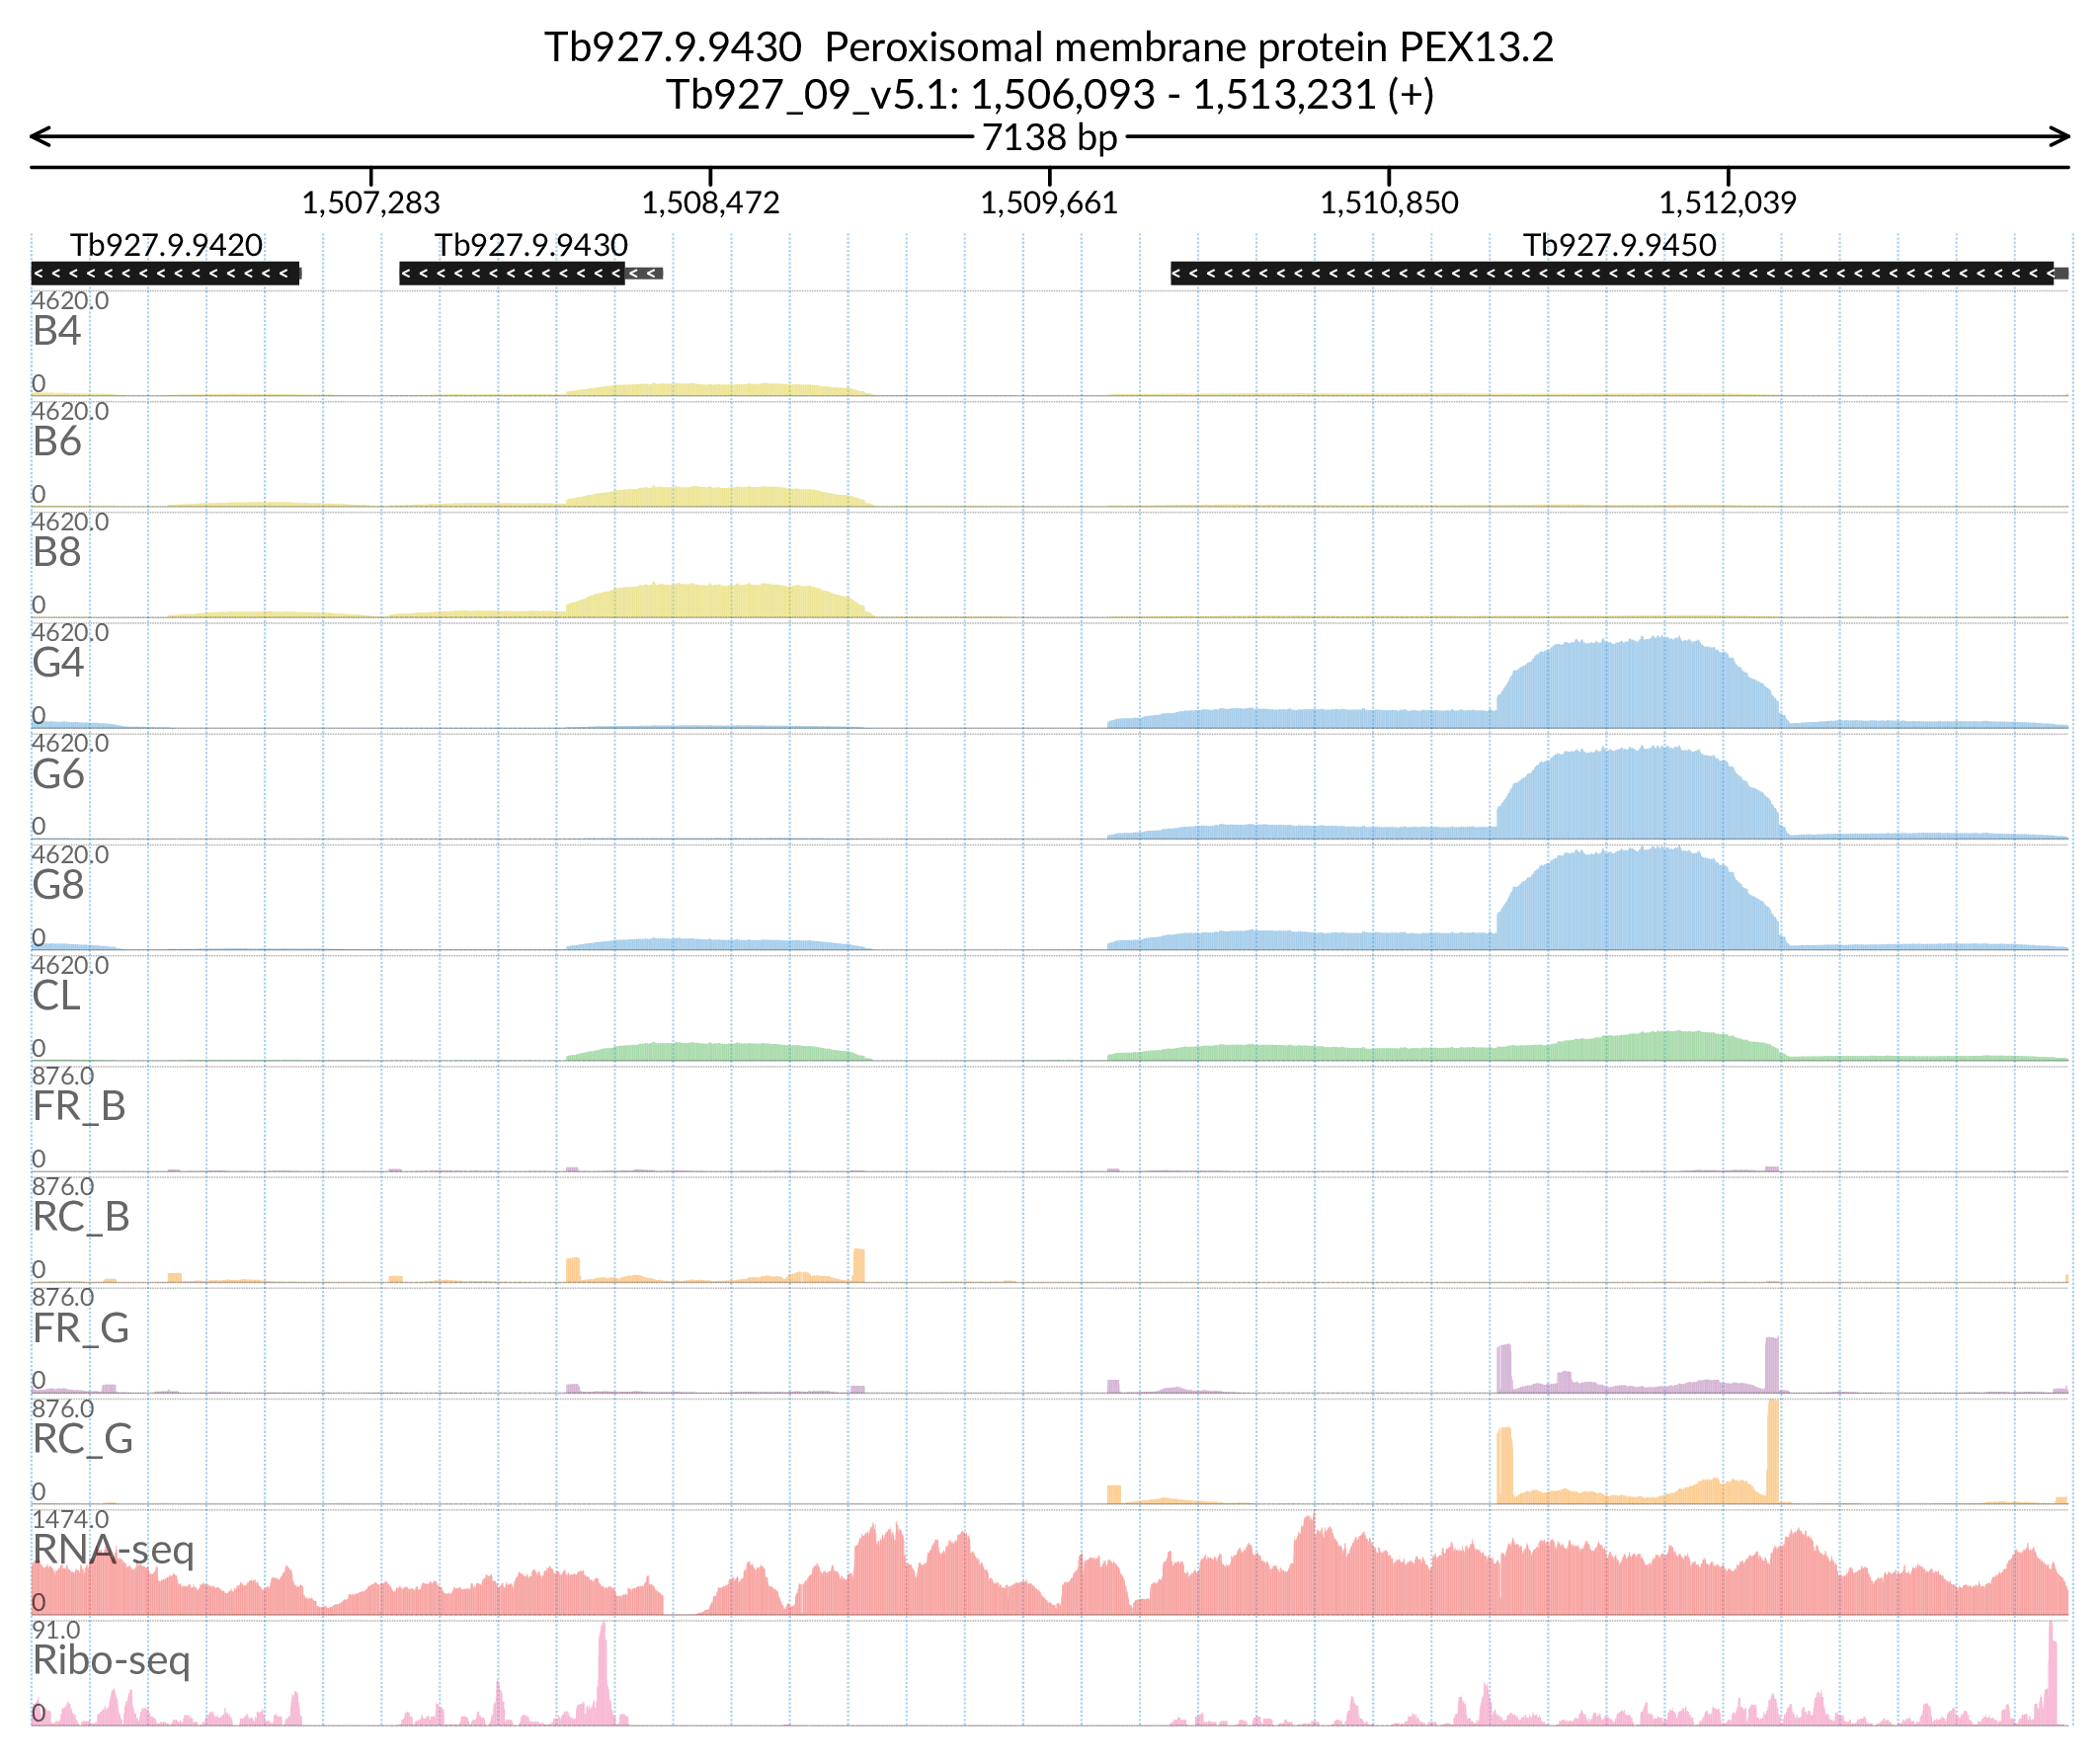 Tb927.9.9430  Peroxisomal membrane protein PEX13.2
Tb927_09_v5.1: 1,506,093 - 1,513,231 (+)
7138 bp
1,507,283 1,508,472 1,509,661 1,510,850 1,512,039
Tb927.9.9420 Tb927.9.9430 Tb927.9.9450
4620.0
B4
0
4620.0
B6
0
4620.0
B8
0
4620.0
G4
0
4620.0
G6
0
4620.0
G8
0
4620.0
CL
0
876.0
FR_B
0
876.0
RC_B
0
876.0
FR_G
0
876.0
RC_G
0
1474.0
RNA-seq
0
91.0
Ribo-seq
0